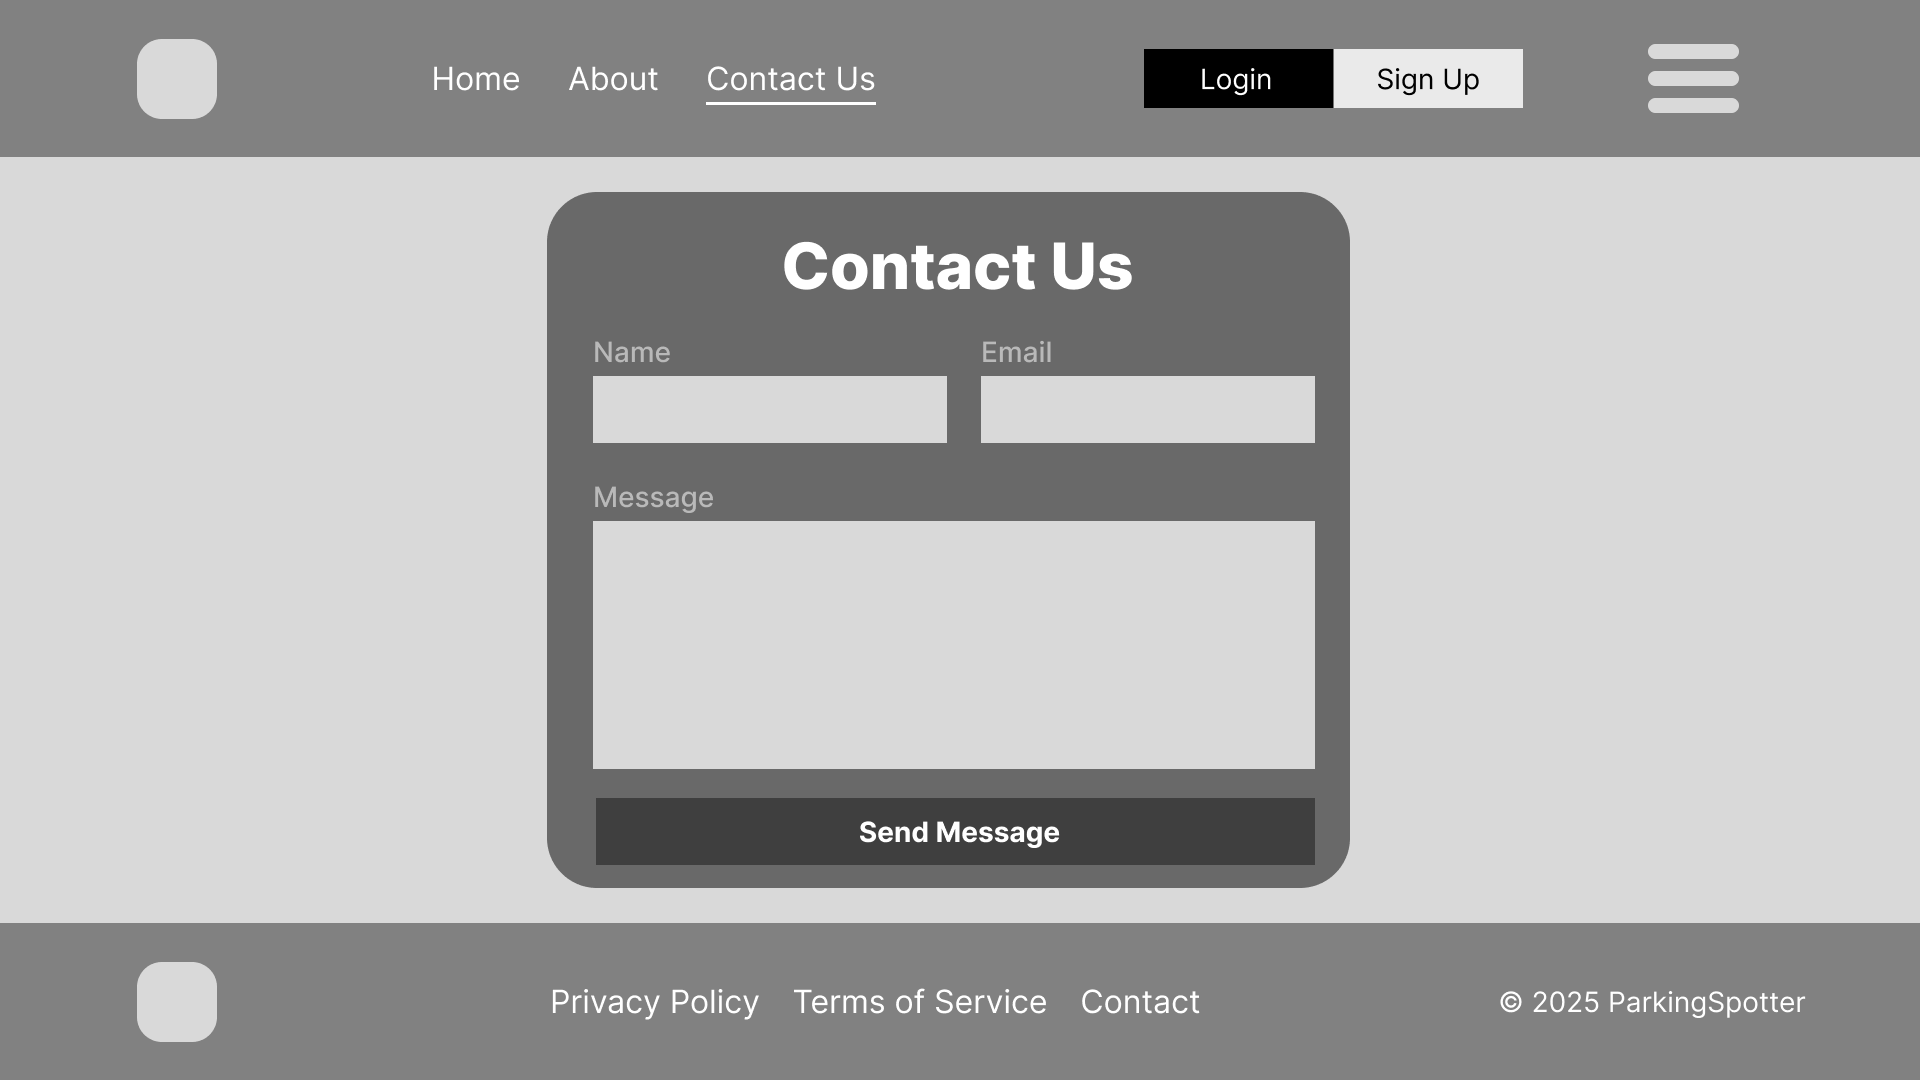 Home About Contact Us Login Sign Up
Contact Us
Name Email
Message
Send Message
Privacy Policy Terms of Service Contact © 2025 ParkingSpotter